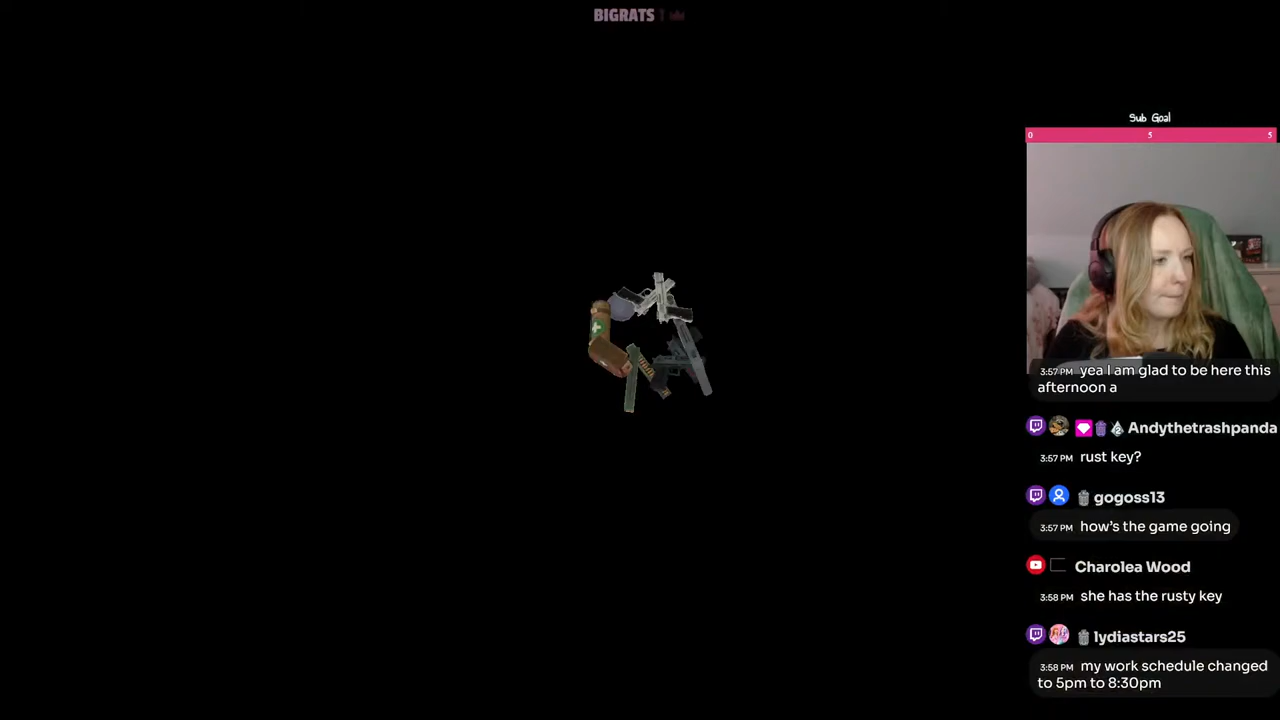 BIGRATS
Sub Goal
0 5 5
3:57 PM yea I am glad to be here this
afternoon a
Andythetrashpanda
3:57 PM rust key?
gogoss13
3:57 PM how's the game going
Charolea Wood
3:58 PM she has the rusty key
lydiastars25
3:58 PM my work schedule changed
to 5pm to 8:30pm